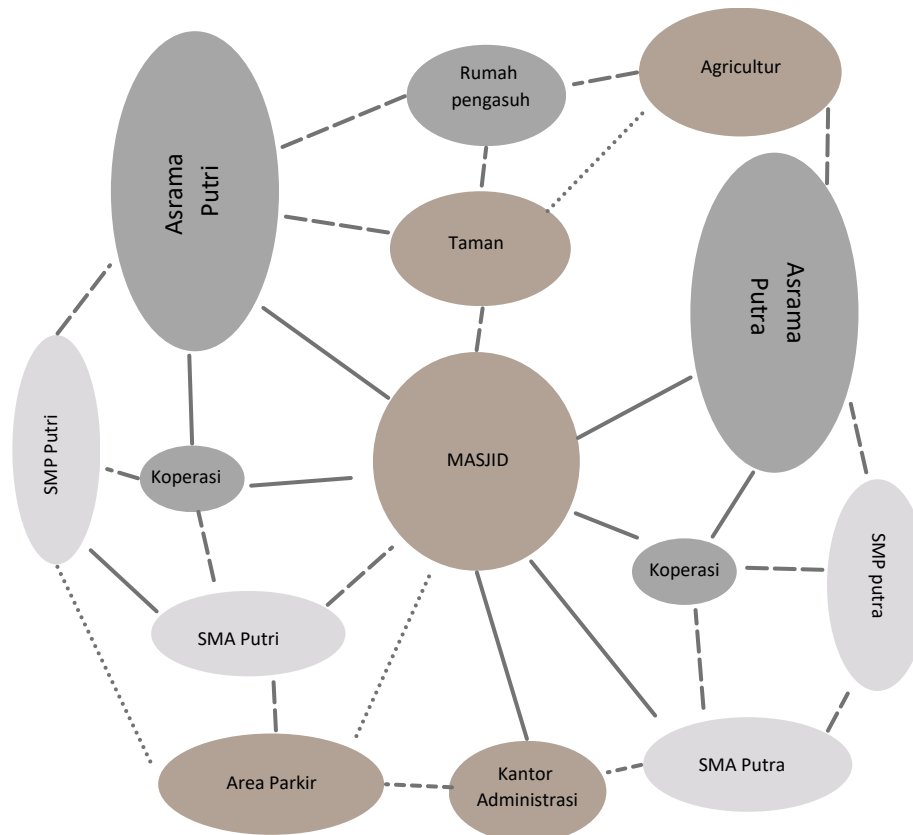 Rumah
pengasuh
Agricultur
Asrama
Putri
Taman
Asrama
Putra
MASJID
SMP Putri
Koperasi
Koperasi
SMP putra
SMA Putri
Area Parkir
Kantor
Administrasi
SMA Putra